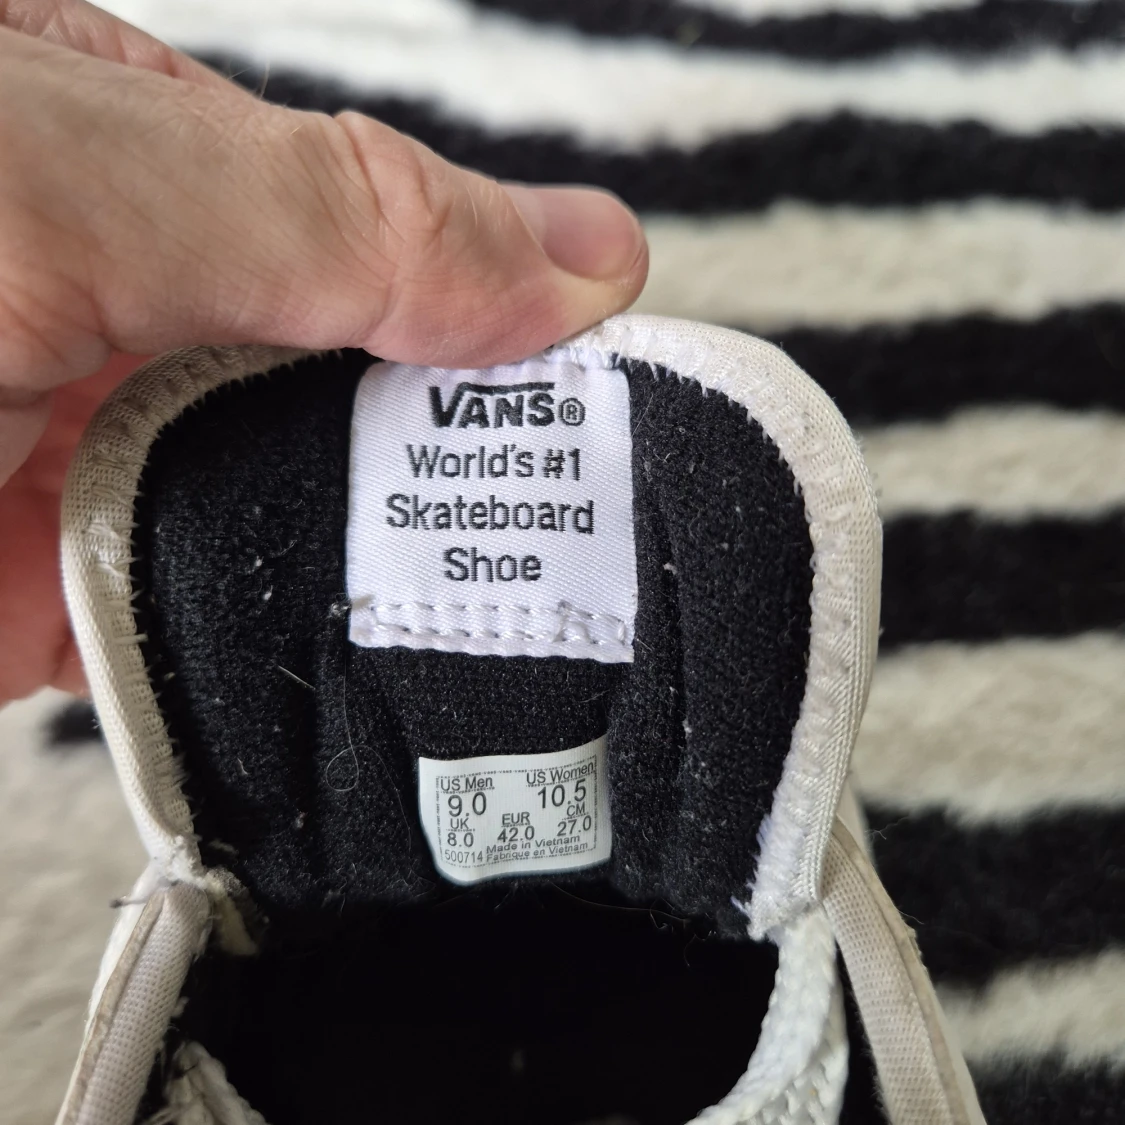 VANS®
World's #1
Skateboard
Shoe
US Men US Women
9.0 10.5
UK EUR CM
8.0 42.0 27.0
500714 Made in Vietnam
Fabriqué en Vietnam